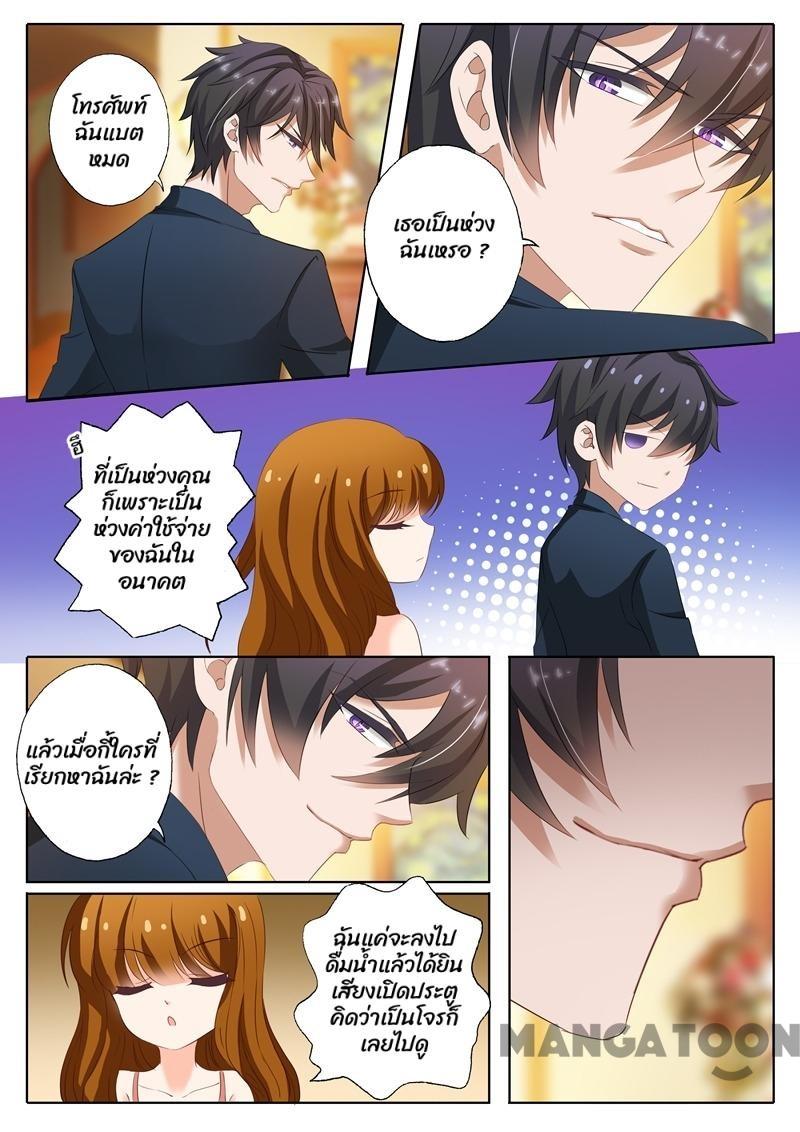 โทรศัพท์
ฉันแบต
หมด
เธอเป็นห่วง
ฉันเหรอ ?
ฮึ
ที่เป็นห่วงคุณ
ก็เพราะเป็น
ห่วงค่าใช้จ่าย
ของฉันใน
อนาคต
แล้วเมื่อกี้ใครที่
เรียกหาฉันล่ะ ?
ฉันแค่จะลงไป
ดื่มน้ำแล้วได้ยิน
เสียงเปิดประตู
คิดว่าเป็นโจรก็
เลยไปดู
MANGATOON